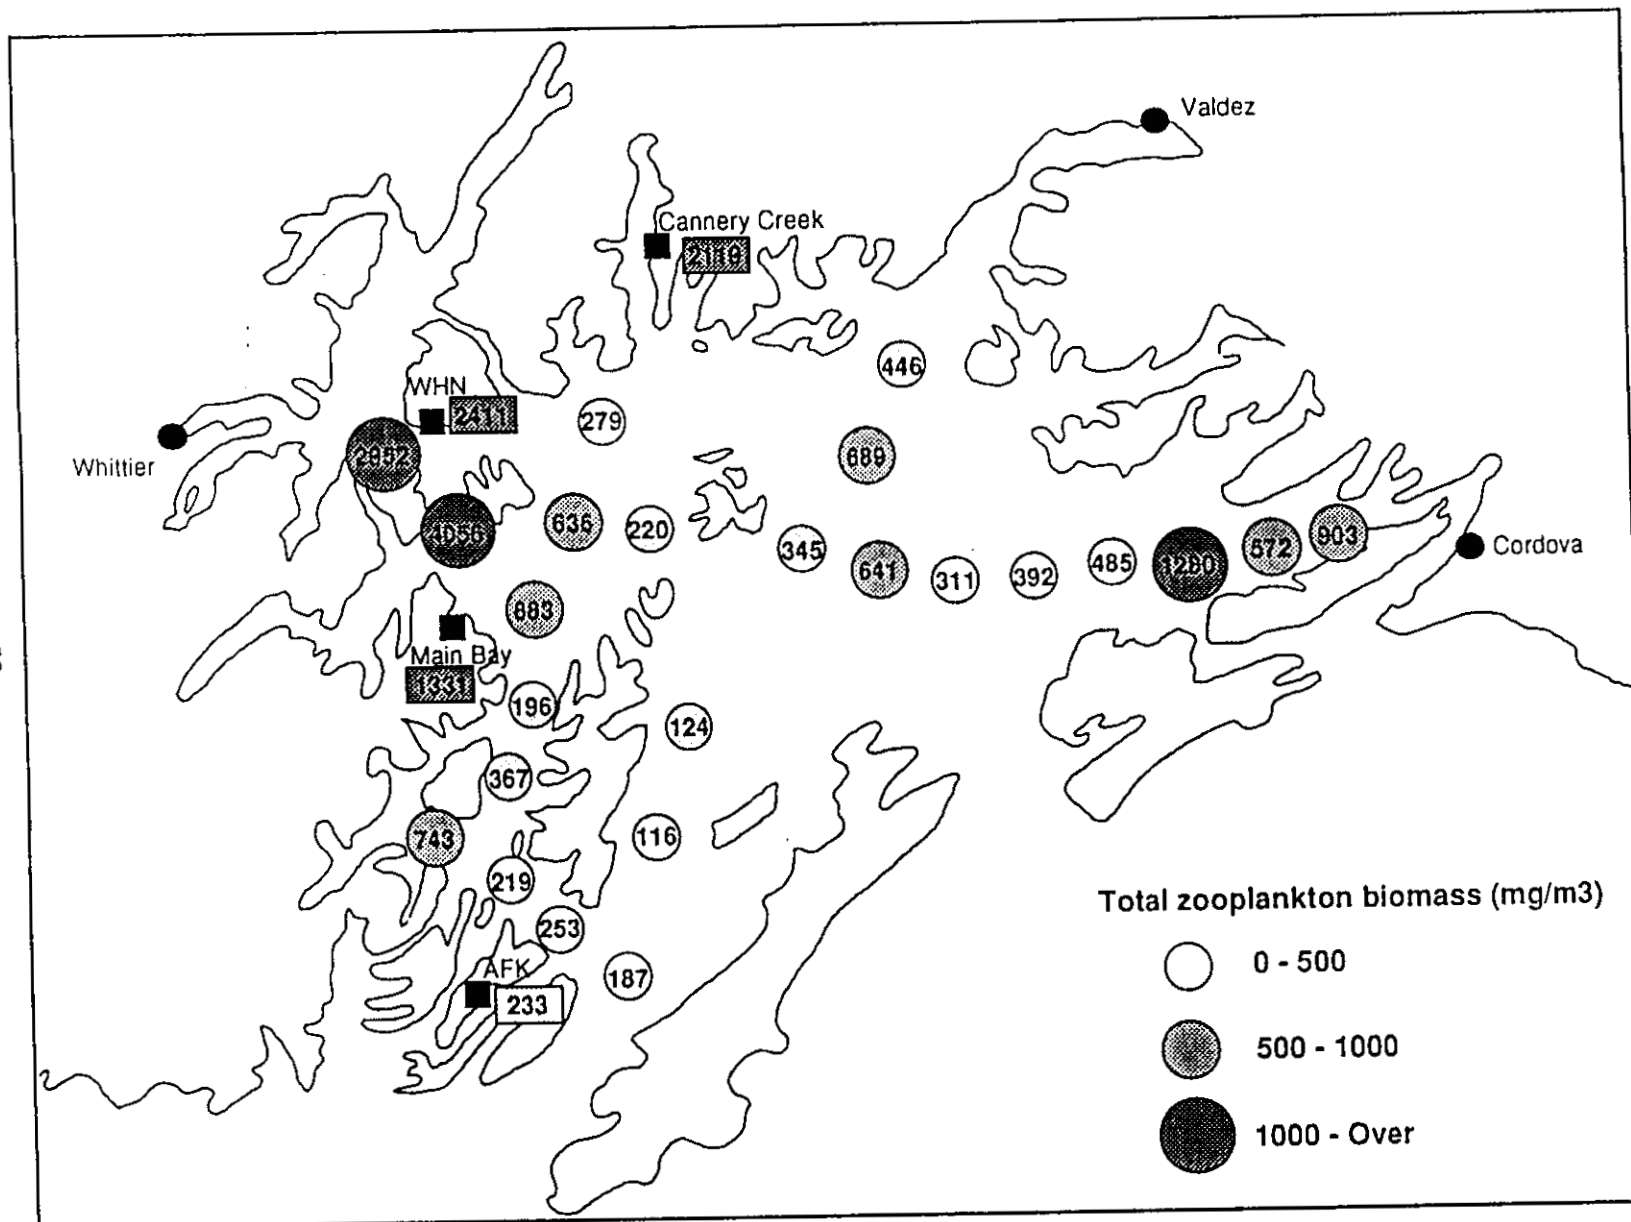 Valdez
Cannery Creek
2119
446
WHN
2411
279
689
Whittier
2952
4056
636
220
345
641
311
392
485
1280
572
903
Cordova
883
Main Bay
1331
196
124
367
743
116
219
253
AFK
233
187
Total zooplankton biomass (mg/m3)
0 - 500
500 - 1000
1000 - Over